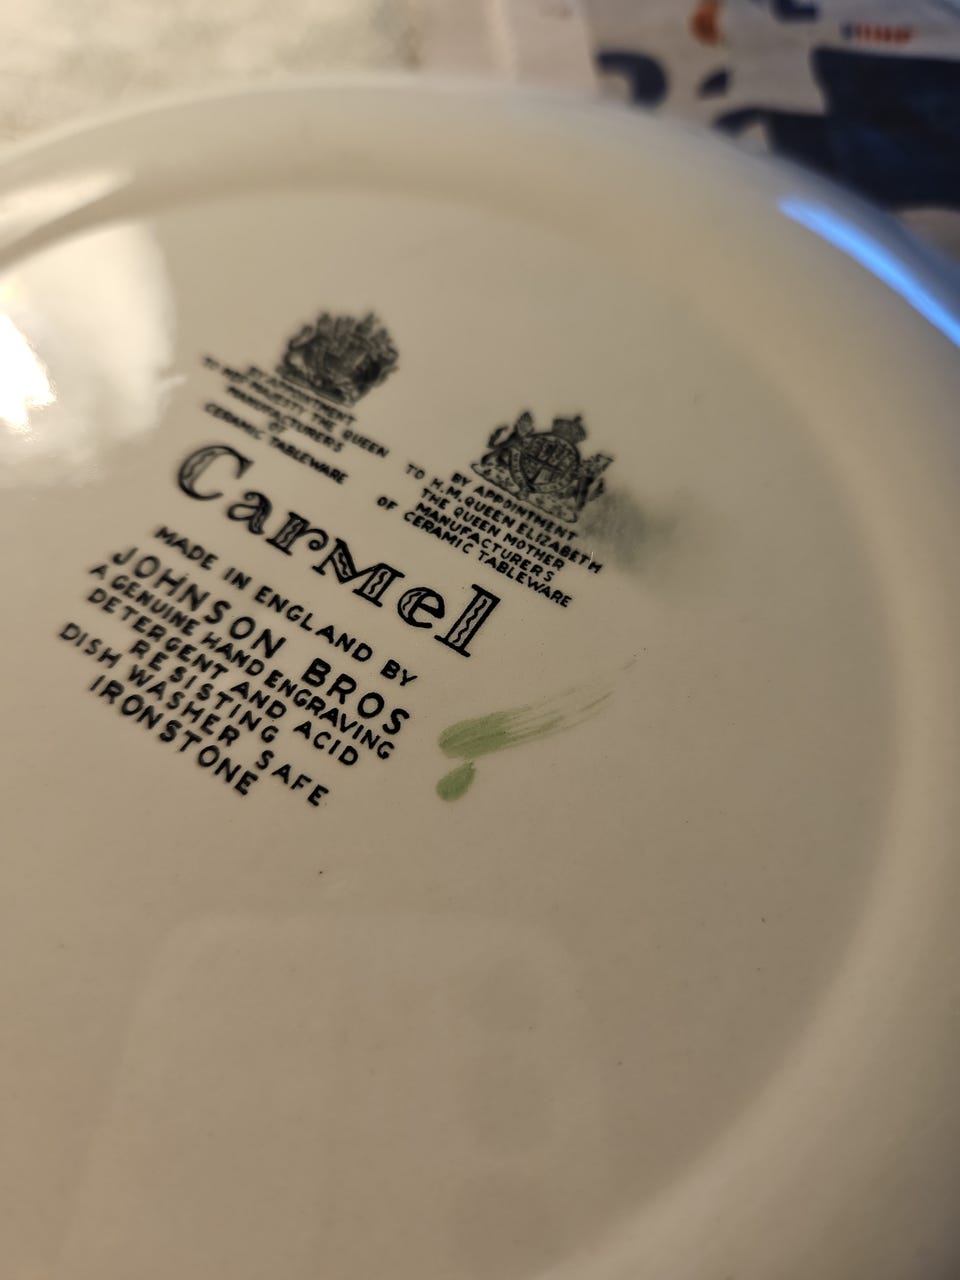 BY APPOINTMENT
TO HER MAJESTY THE QUEEN
MANUFACTURERS
OF
CERAMIC TABLEWARE
BY APPOINTMENT
TO H.M. QUEEN ELIZABETH
THE QUEEN MOTHER
MANUFACTURERS
OF CERAMIC TABLEWARE
Carmel
MADE IN ENGLAND BY
JOHNSON BROS
A GENUINE HAND ENGRAVING
DETERGENT AND ACID
RESISTING
DISH WASHER SAFE
IRONSTONE